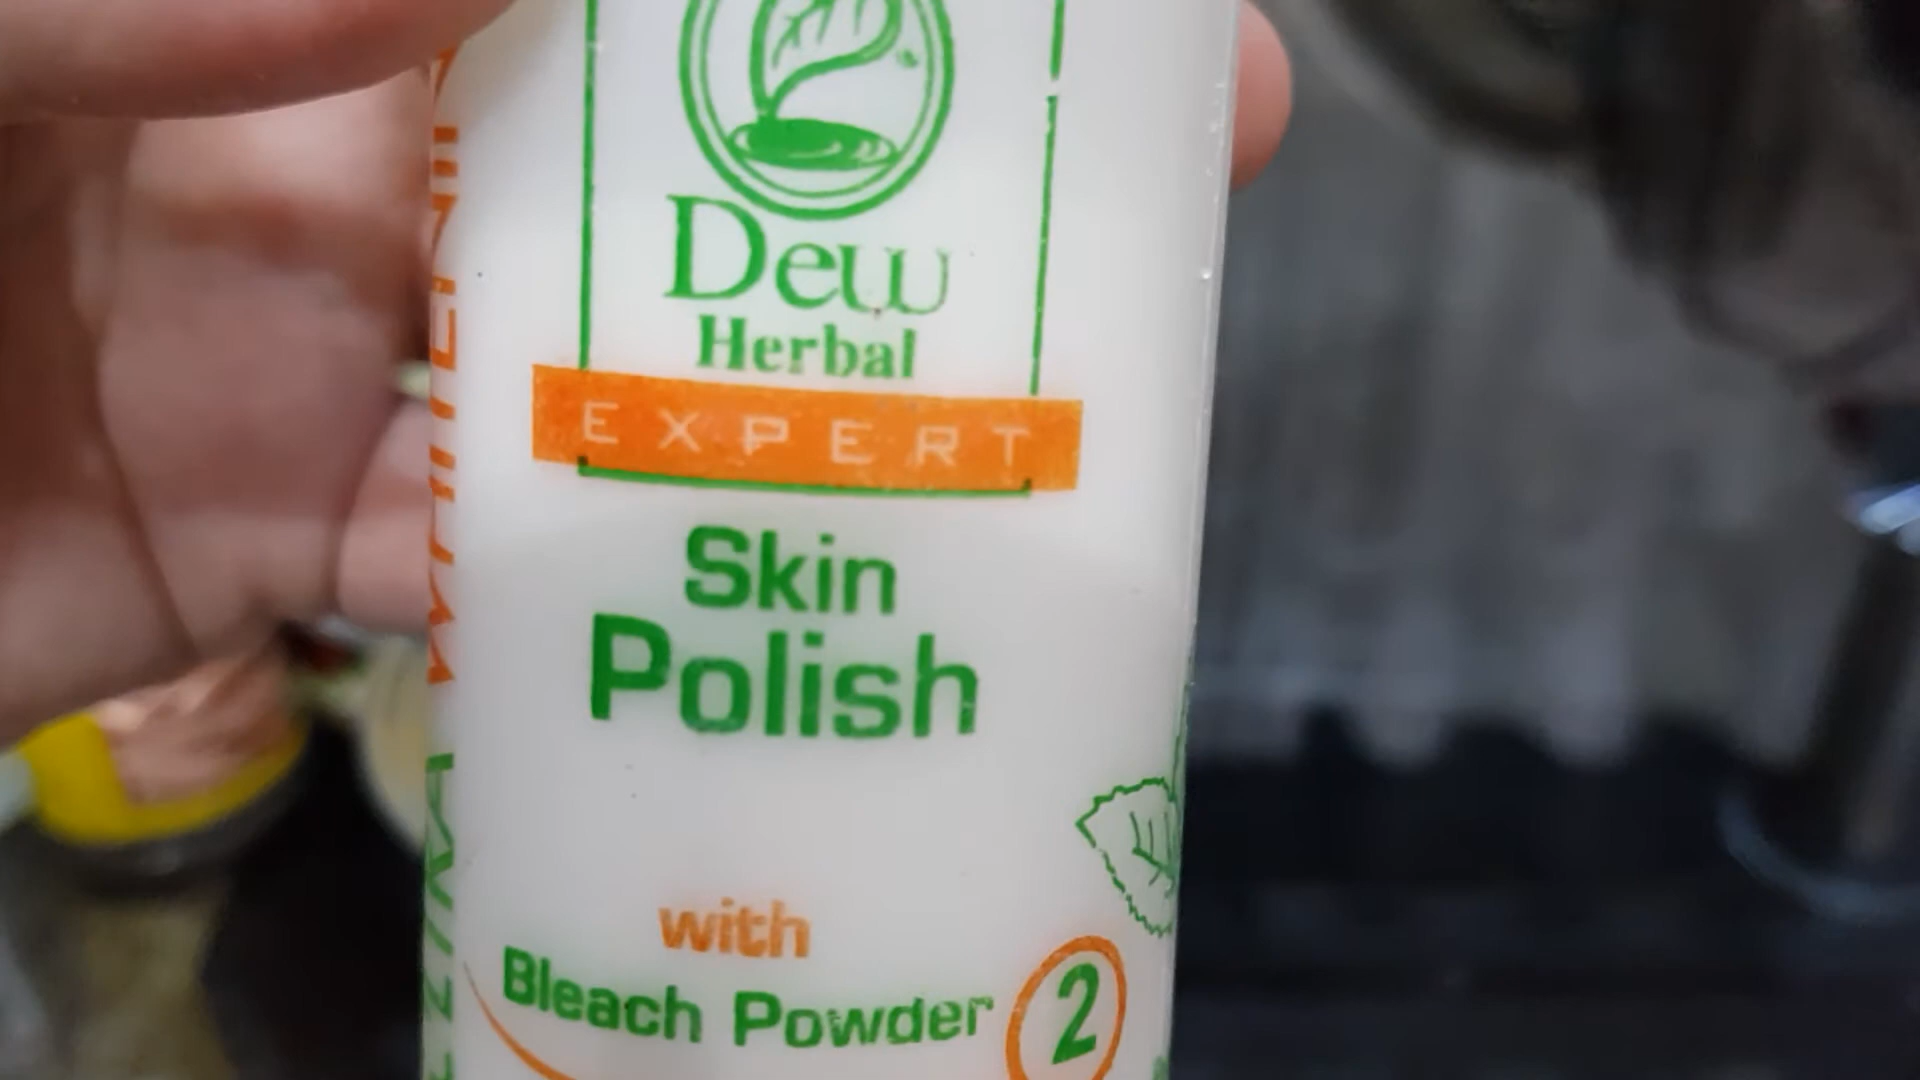 Dew
Herbal
EXPERT
Skin
Polish
with
Bleach Powder
2